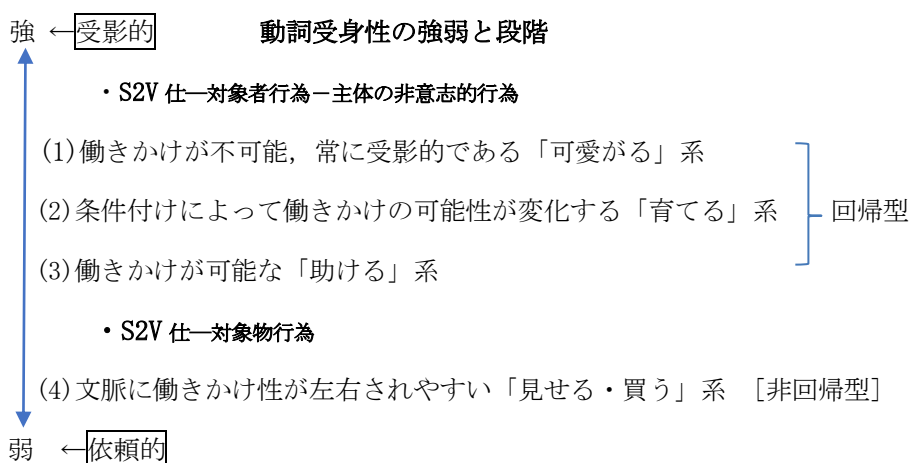 強 ←受影的 動詞受身性の強弱と段階
・S2V 仕―対象者行為－主体の非意志的行為
(1)働きかけが不可能，常に受影的である「可愛がる」系
(2)条件付けによって働きかけの可能性が変化する「育てる」系 回帰型
(3)働きかけが可能な「助ける」系
・S2V 仕―対象物行為
(4)文脈に働きかけ性が左右されやすい「見せる・買う」系 ［非回帰型］
弱 ←依頼的